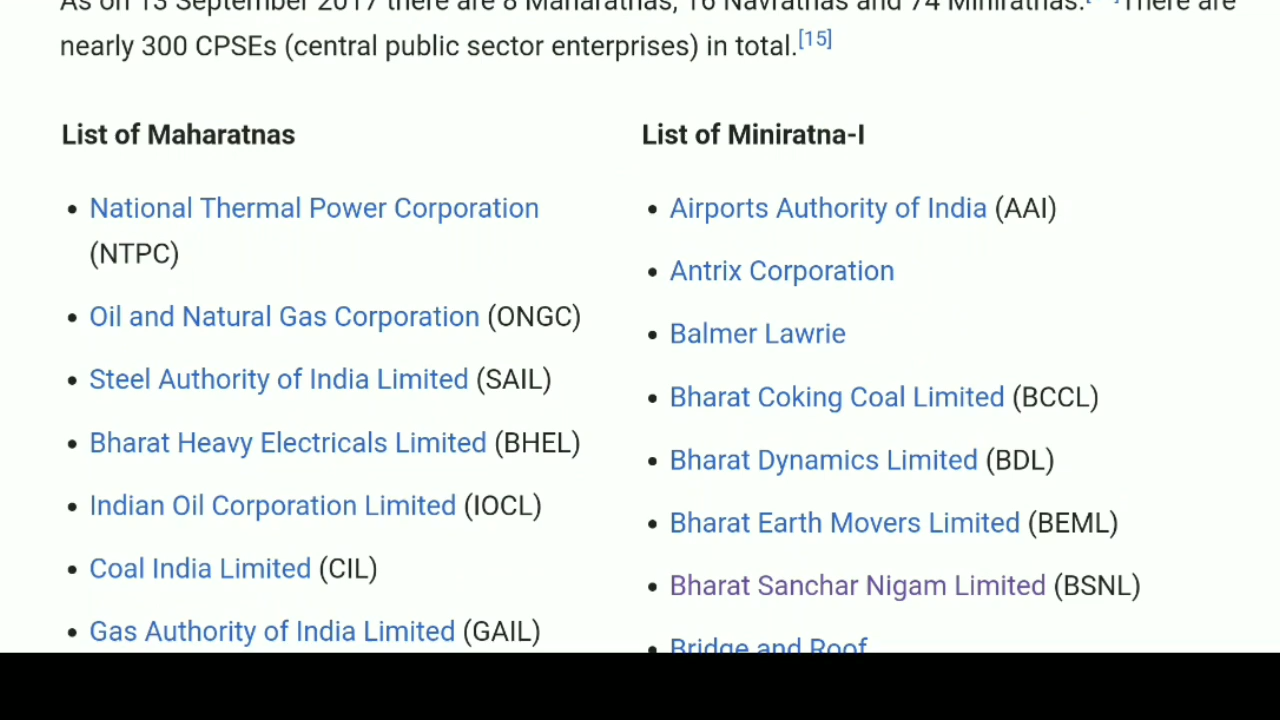 As on 13 September 2017 there are 8 Maharatnas, 16 Navratnas and 74 Miniratnas. There are
nearly 300 CPSEs (central public sector enterprises) in total.[15]
List of Maharatnas
• National Thermal Power Corporation
(NTPC)
• Oil and Natural Gas Corporation (ONGC)
• Steel Authority of India Limited (SAIL)
• Bharat Heavy Electricals Limited (BHEL)
• Indian Oil Corporation Limited (IOCL)
• Coal India Limited (CIL)
• Gas Authority of India Limited (GAIL)
List of Miniratna-I
• Airports Authority of India (AAI)
• Antrix Corporation
• Balmer Lawrie
• Bharat Coking Coal Limited (BCCL)
• Bharat Dynamics Limited (BDL)
• Bharat Earth Movers Limited (BEML)
• Bharat Sanchar Nigam Limited (BSNL)
• Bridge and Roof